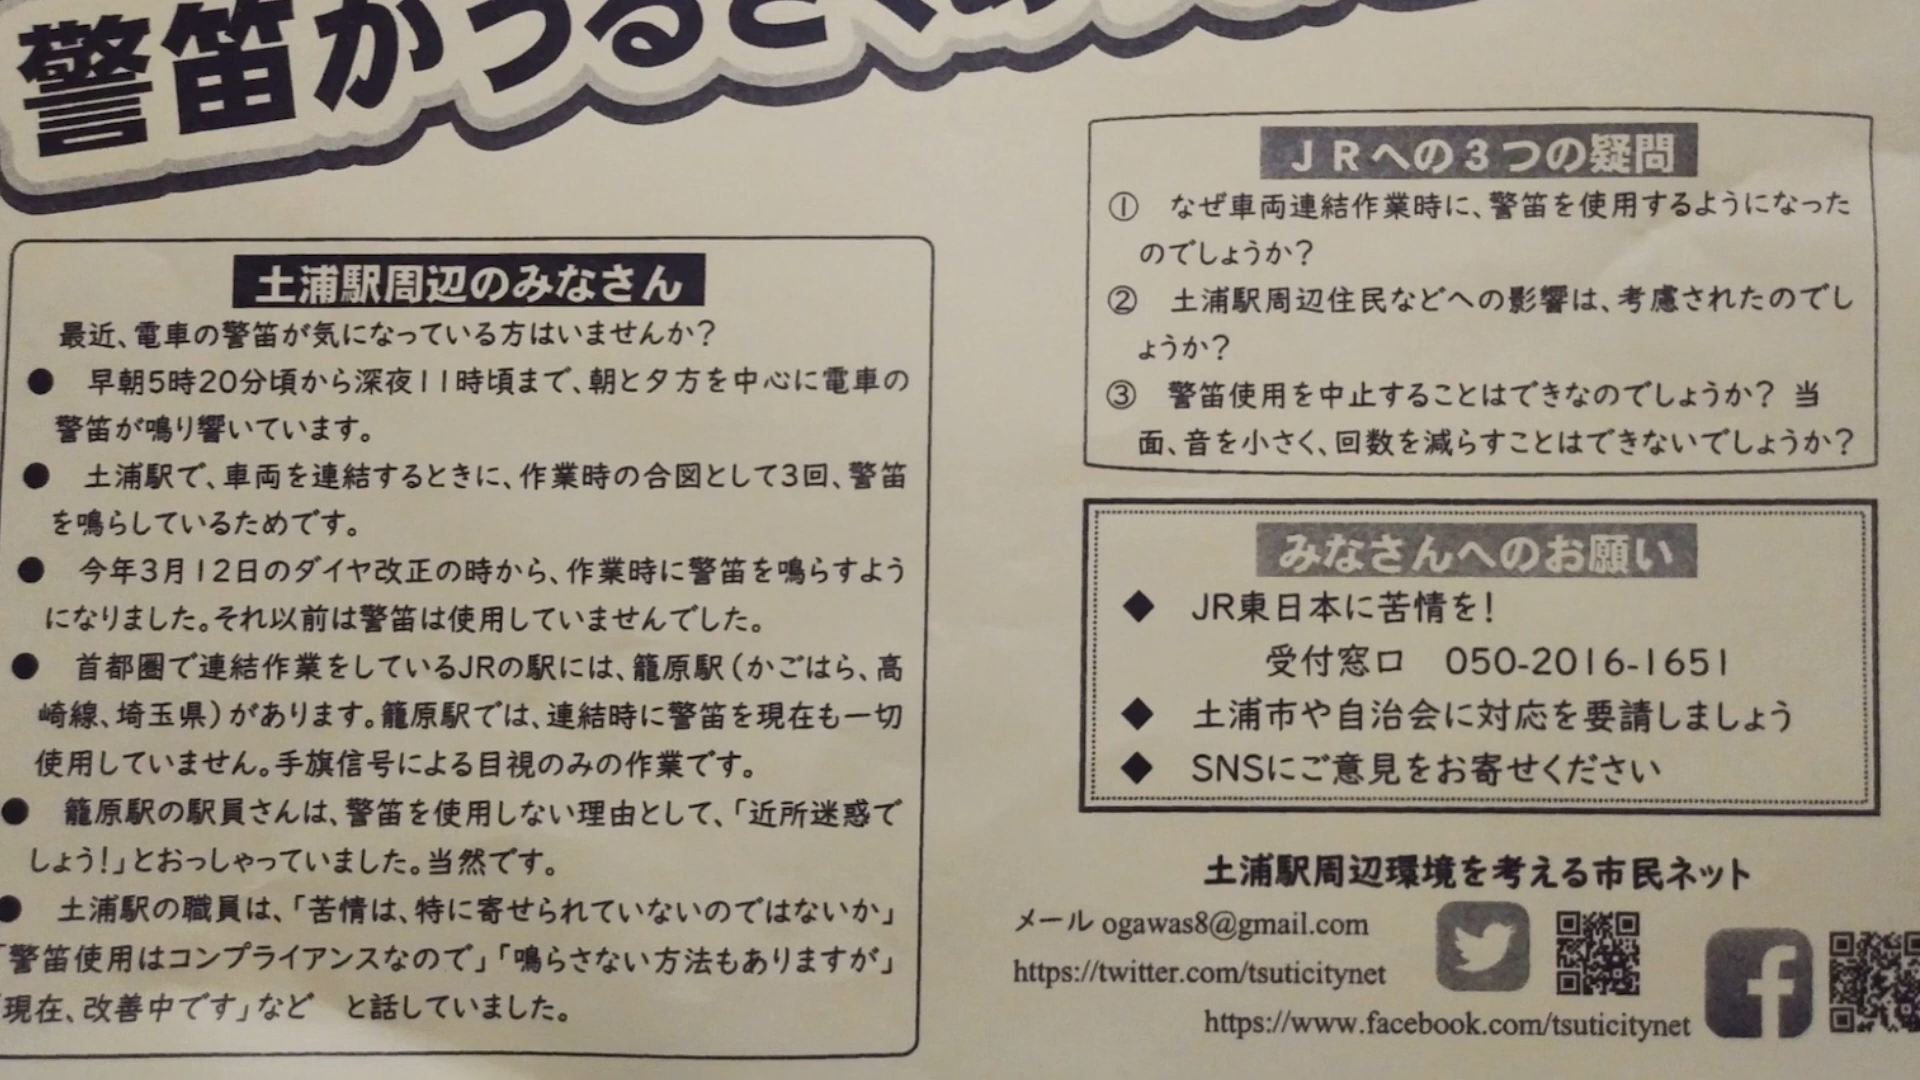 警笛がうるさく
土浦駅周辺のみなさん
最近、電車の警笛が気になっている方はいませんか？
● 早朝5時20分頃から深夜11時頃まで、朝と夕方を中心に電車の
警笛が鳴り響いています。
● 土浦駅で、車両を連結するときに、作業時の合図として3回、警笛
を鳴らしているためです。
● 今年3月12日のダイヤ改正の時から、作業時に警笛を鳴らすよう
になりました。それ以前は警笛は使用していませんでした。
● 首都圏で連結作業をしているJRの駅には、籠原駅（かごはら、高
崎線、埼玉県）があります。籠原駅では、連結時に警笛を現在も一切
使用していません。手旗信号による目視のみの作業です。
● 籠原駅の駅員さんは、警笛を使用しない理由として、「近所迷惑で
しょう！」とおっしゃっていました。当然です。
● 土浦駅の職員は、「苦情は、特に寄せられていないのではないか」
「警笛使用はコンプライアンスなので」「鳴らさない方法もありますが」
「現在、改善中です」など と話していました。
ＪＲへの３つの疑問
① なぜ車両連結作業時に、警笛を使用するようになった
のでしょうか？
② 土浦駅周辺住民などへの影響は、考慮されたのでし
ょうか？
③ 警笛使用を中止することはできなのでしょうか？ 当
面、音を小さく、回数を減らすことはできないでしょうか？
みなさんへのお願い
◆ JR東日本に苦情を！
受付窓口 050-2016-1651
◆ 土浦市や自治会に対応を要請しましょう
◆ SNSにご意見をお寄せください
土浦駅周辺環境を考える市民ネット
メール ogawas8@gmail.com
https://twitter.com/tsuticitynet
https://www.facebook.com/tsuticitynet